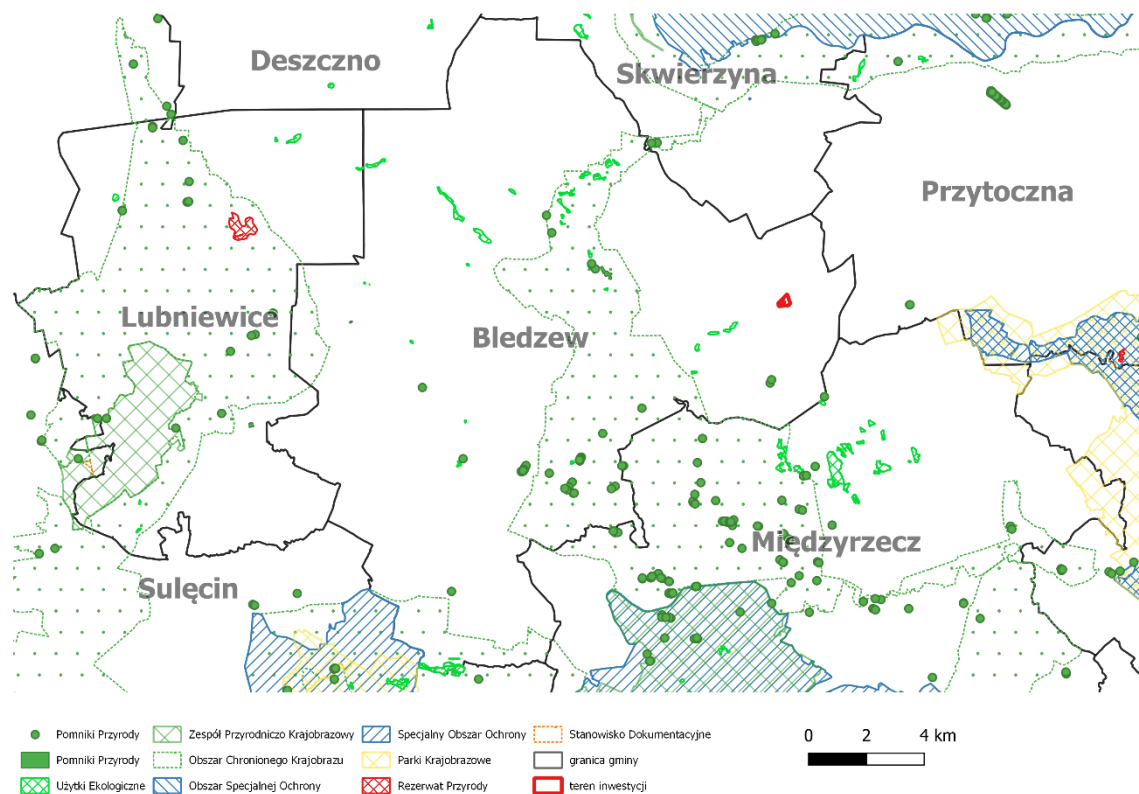 Deszczno
Skwierzyna
Przytoczna
Lubniewice
Bledzew
Międzyrzecz
Sulęcin
Pomniki Przyrody
Zespół Przyrodniczo Krajobrazowy
Specjalny Obszar Ochrony
Stanowisko Dokumentacyjne
Pomniki Przyrody
Obszar Chronionego Krajobrazu
Parki Krajobrazowe
granica gminy
Użytki Ekologiczne
Obszar Specjalnej Ochrony
Rezerwat Przyrody
teren inwestycji
0 2 4 km